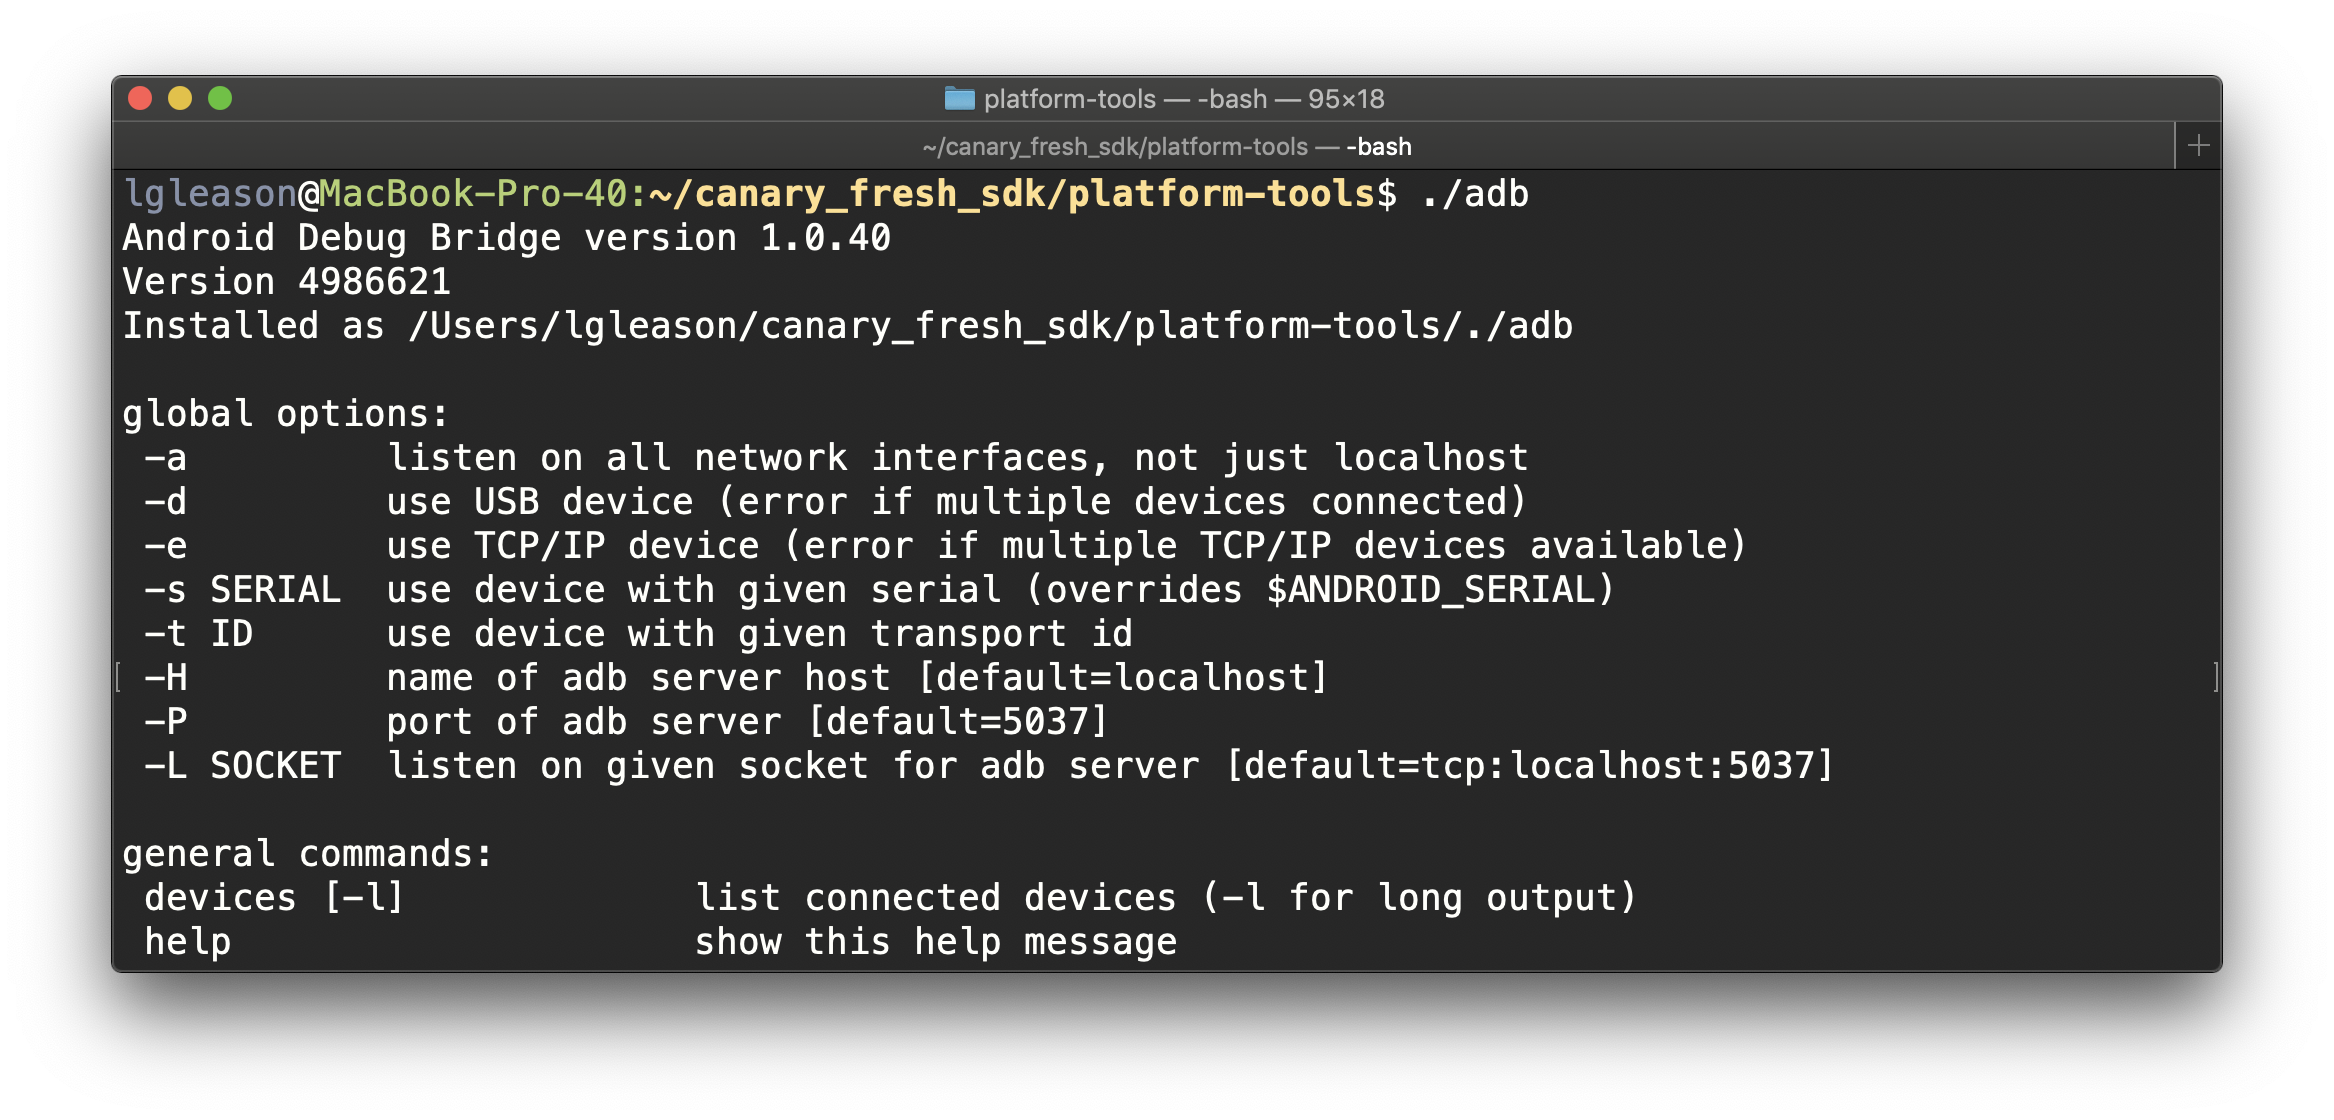 platform-tools — -bash — 95×18
~/canary_fresh_sdk/platform-tools — -bash
lgleason@MacBook-Pro-40:~/canary_fresh_sdk/platform-tools$ ./adb
Android Debug Bridge version 1.0.40
Version 4986621
Installed as /Users/lgleason/canary_fresh_sdk/platform-tools/./adb

global options:
 -a         listen on all network interfaces, not just localhost
 -d         use USB device (error if multiple devices connected)
 -e         use TCP/IP device (error if multiple TCP/IP devices available)
 -s SERIAL  use device with given serial (overrides $ANDROID_SERIAL)
 -t ID      use device with given transport id
 -H         name of adb server host [default=localhost]
 -P         port of adb server [default=5037]
 -L SOCKET  listen on given socket for adb server [default=tcp:localhost:5037]

general commands:
 devices [-l]             list connected devices (-l for long output)
 help                     show this help message